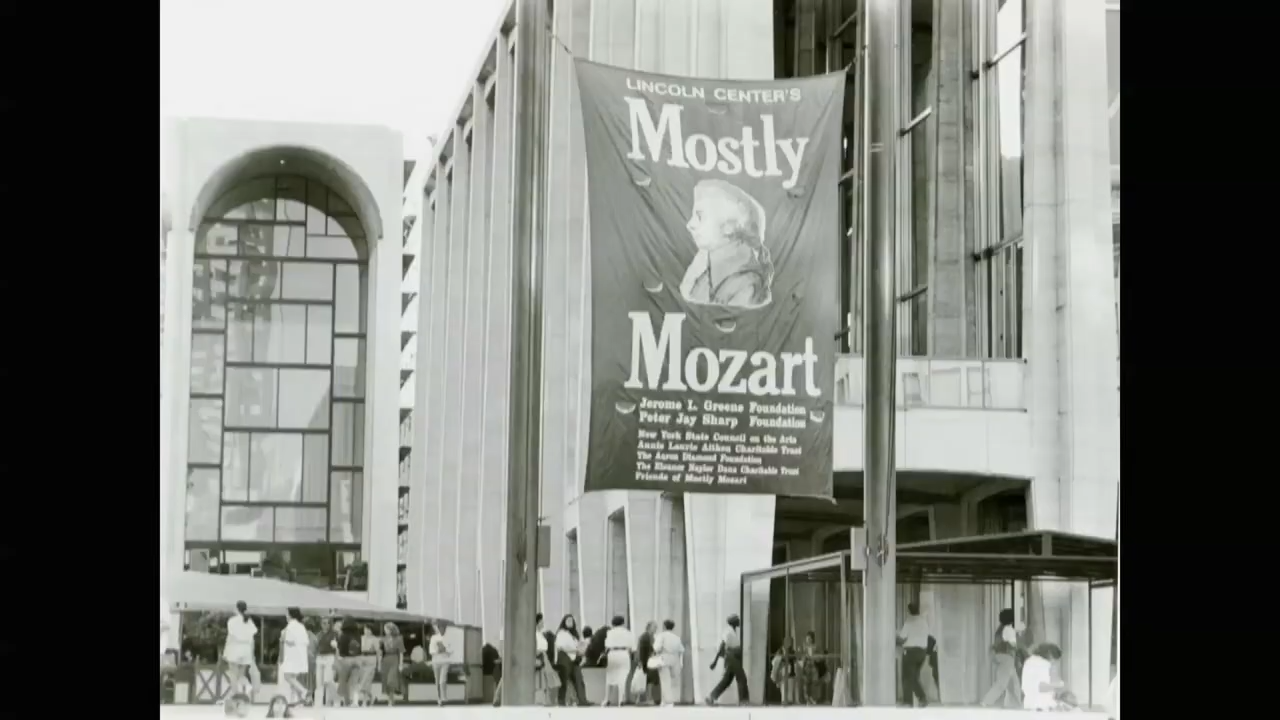 LINCOLN CENTER'S
Mostly
Mozart
Jerome L. Greene Foundation
Peter Jay Sharp Foundation
New York State Council on the Arts
Annie Laurie Aitken Charitable Trust
The Aaron Diamond Foundation
The Eleanor Naylor Dana Charitable Trust
Friends of Mostly Mozart